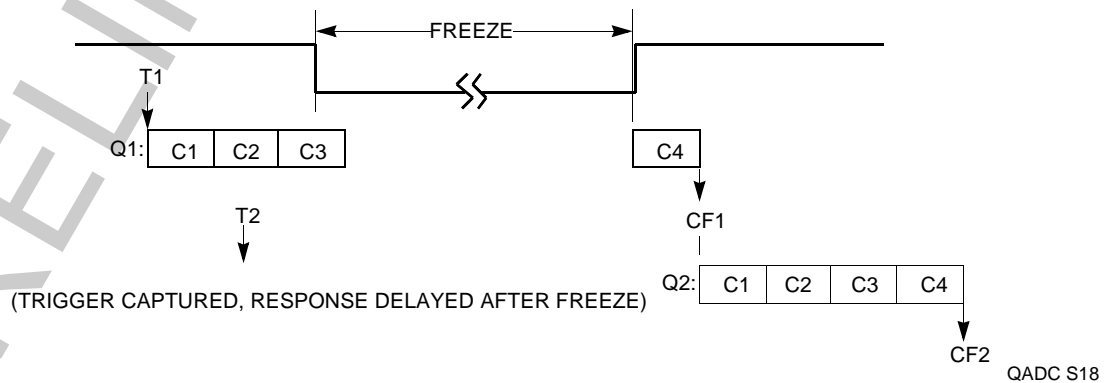 FREEZE
T1
Q1: C1 C2 C3 C4
T2
CF1
(TRIGGER CAPTURED, RESPONSE DELAYED AFTER FREEZE)
Q2: C1 C2 C3 C4
CF2
QADC S18